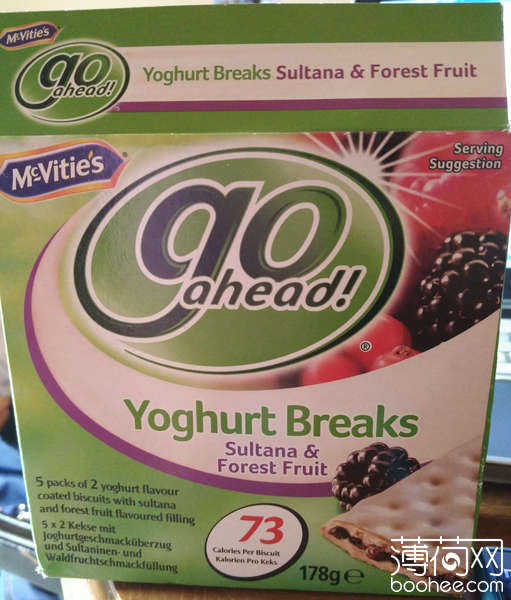 McVitie's
go
ahead!
Yoghurt Breaks Sultana & Forest Fruit
Serving
Suggestion
McVitie's
go
ahead!
®
Yoghurt Breaks
Sultana &
Forest Fruit
5 packs of 2 yoghurt flavour
coated biscuits with sultana
and forest fruit flavoured filling
5 x 2 Kekse mit
joghurtgeschmacküberzug
und Sultaninen- und
Waldfruchtschmackfüllung
73
Calories Per Biscuit
Kalorien Pro Keks
178g e
薄荷网
boohee.com